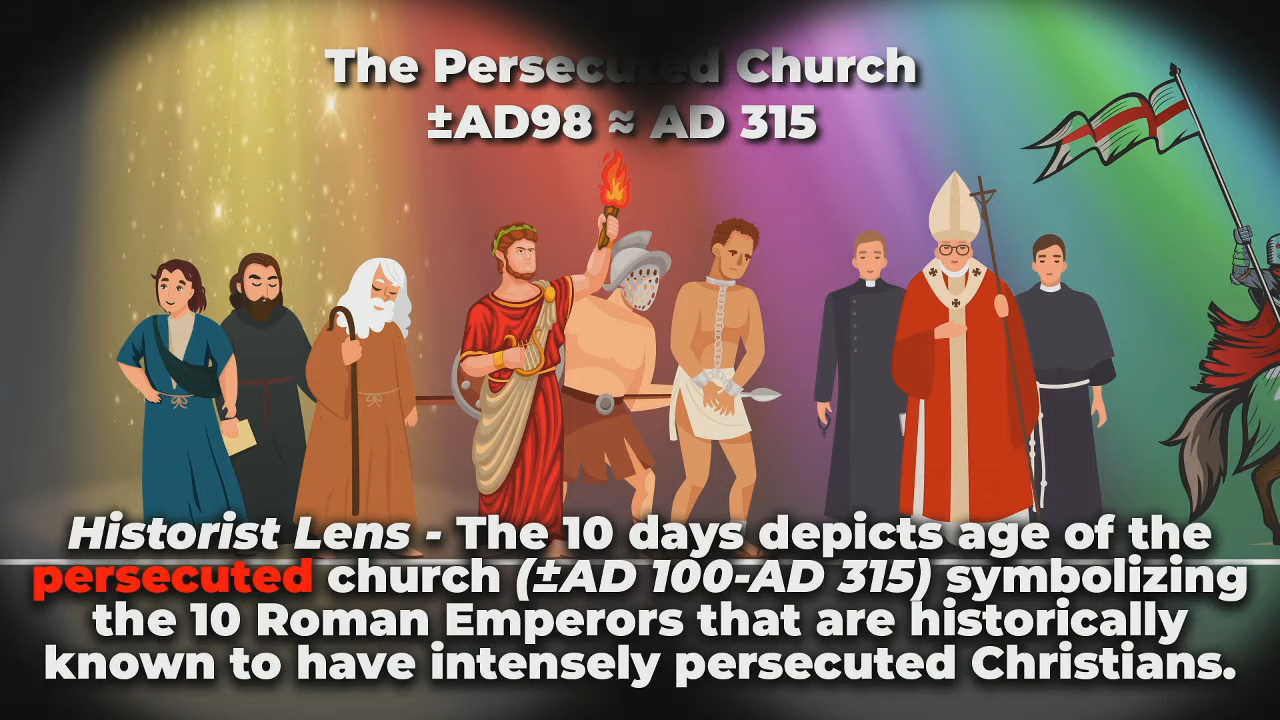 The Persecuted Church
±AD98 ≈ AD 315
Historist Lens - The 10 days depicts age of the
persecuted church (±AD 100-AD 315) symbolizing
the 10 Roman Emperors that are historically
known to have intensely persecuted Christians.